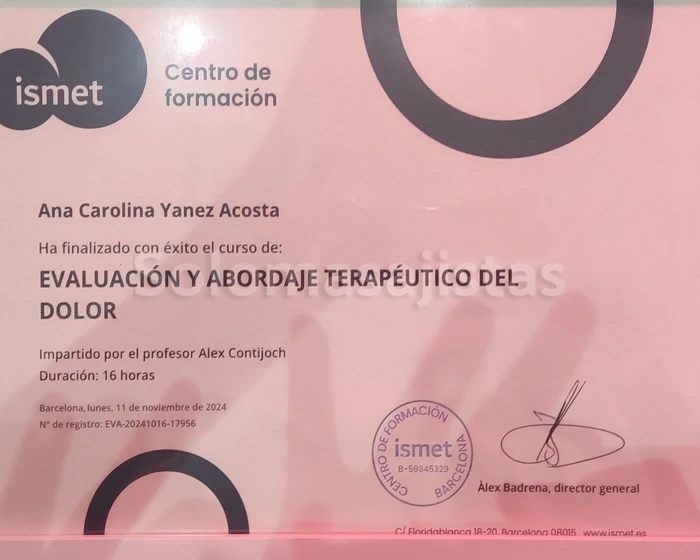 ismet
Centro de
formación
Ana Carolina Yanez Acosta
Ha finalizado con éxito el curso de:
EVALUACIÓN Y ABORDAJE TERAPÉUTICO DEL
DOLOR
Solomasajistas
Impartido por el profesor Alex Contijoch
Duración: 16 horas
Barcelona, lunes, 11 de noviembre de 2024
Nº de registro: EVA-20241016-17956
CENTRO DE FORMACIÓN
ismet
B-59345329
BARCELONA
Àlex Badrena, director general
C/ Floridablanca 18-20. Barcelona 08015. www.ismet.es